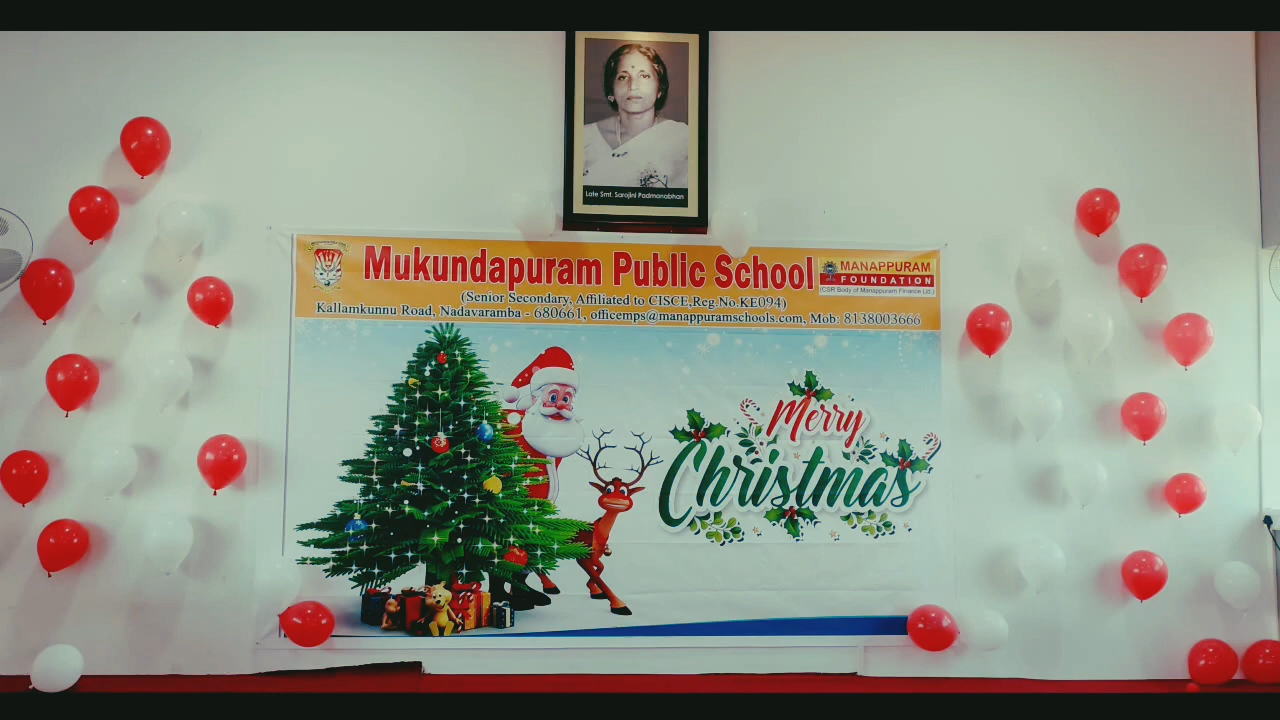 Late Smt. Sarojini Padmanabhan
Mukundapuram Public School
MANAPPURAM
FOUNDATION
(CSR Body of Manappuram Finance Ltd.)
(Senior Secondary, Affiliated to CISCE,Reg.No.KE094)
Kallamkunnu Road, Nadavaramba - 680661, officemps@manappuramschools.com, Mob: 8138003666
Merry
Christmas